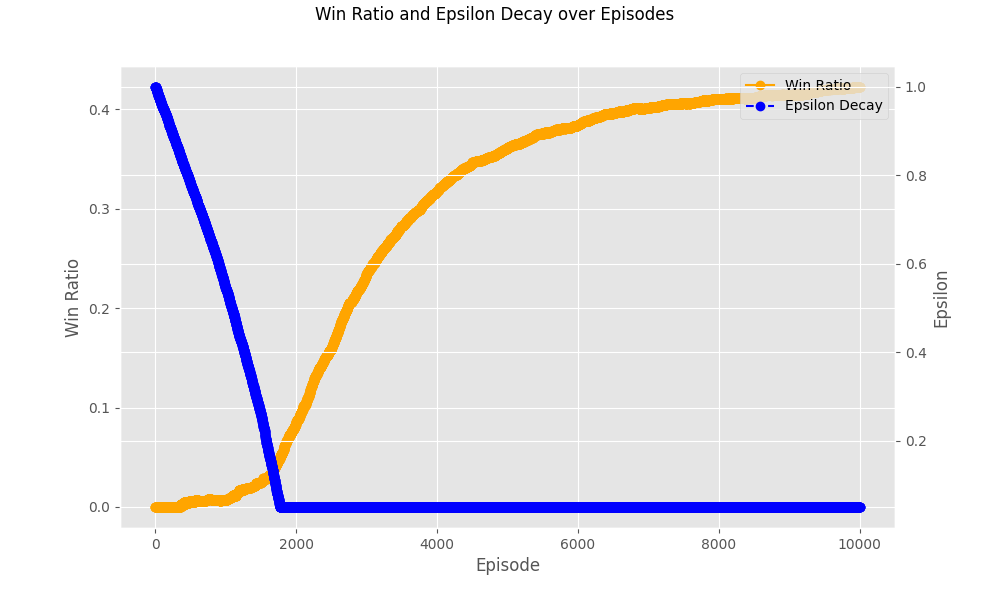 Win Ratio and Epsilon Decay over Episodes
Win Ratio
Epsilon Decay
0.4
0.3
0.2
0.1
0.0
Win Ratio
1.0
0.8
0.6
0.4
0.2
Epsilon
0 2000 4000 6000 8000 10000
Episode